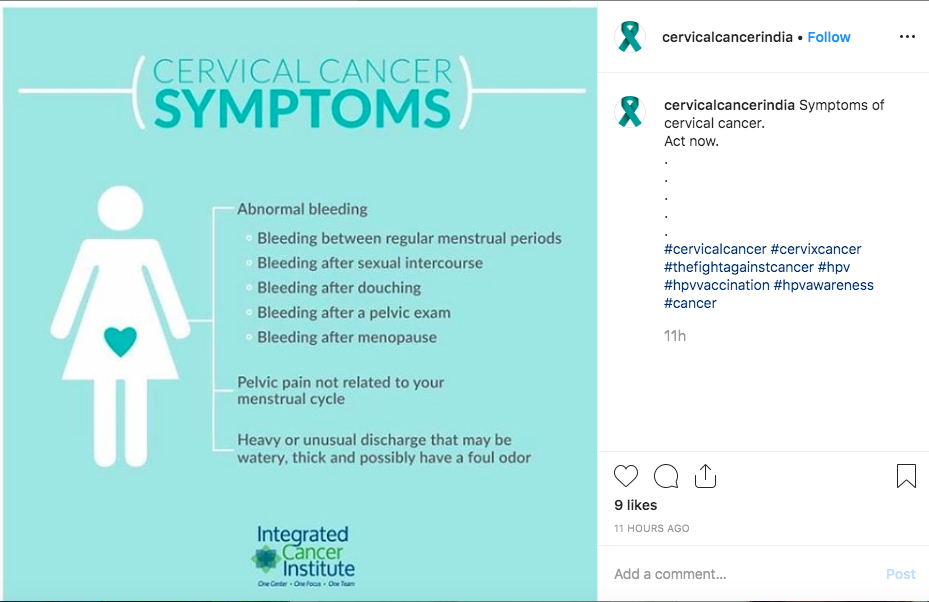 CERVICAL CANCER
SYMPTOMS
Abnormal bleeding
Bleeding between regular menstrual periods
Bleeding after sexual intercourse
Bleeding after douching
Bleeding after a pelvic exam
Bleeding after menopause
Pelvic pain not related to your
menstrual cycle
Heavy or unusual discharge that may be
watery, thick and possibly have a foul odor
Integrated
Cancer
Institute
One Center • One Focus • One Team
cervicalcancerindia • Follow
cervicalcancerindia Symptoms of
cervical cancer.
Act now.
.
.
.
.
.
#cervicalcancer #cervixcancer
#thefightagainstcancer #hpv
#hpvvaccination #hpvawareness
#cancer
11h
9 likes
11 HOURS AGO
Add a comment... Post